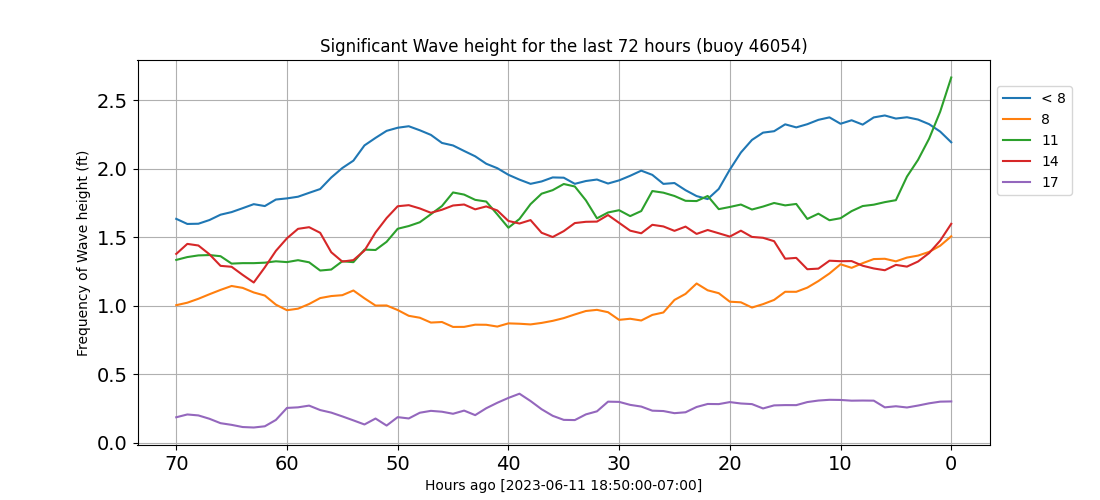 Significant Wave height for the last 72 hours (buoy 46054)
Frequency of Wave height (ft)
2.5
2.0
1.5
1.0
0.5
0.0
70 60 50 40 30 20 10 0
Hours ago [2023-06-11 18:50:00-07:00]
< 8
8
11
14
17